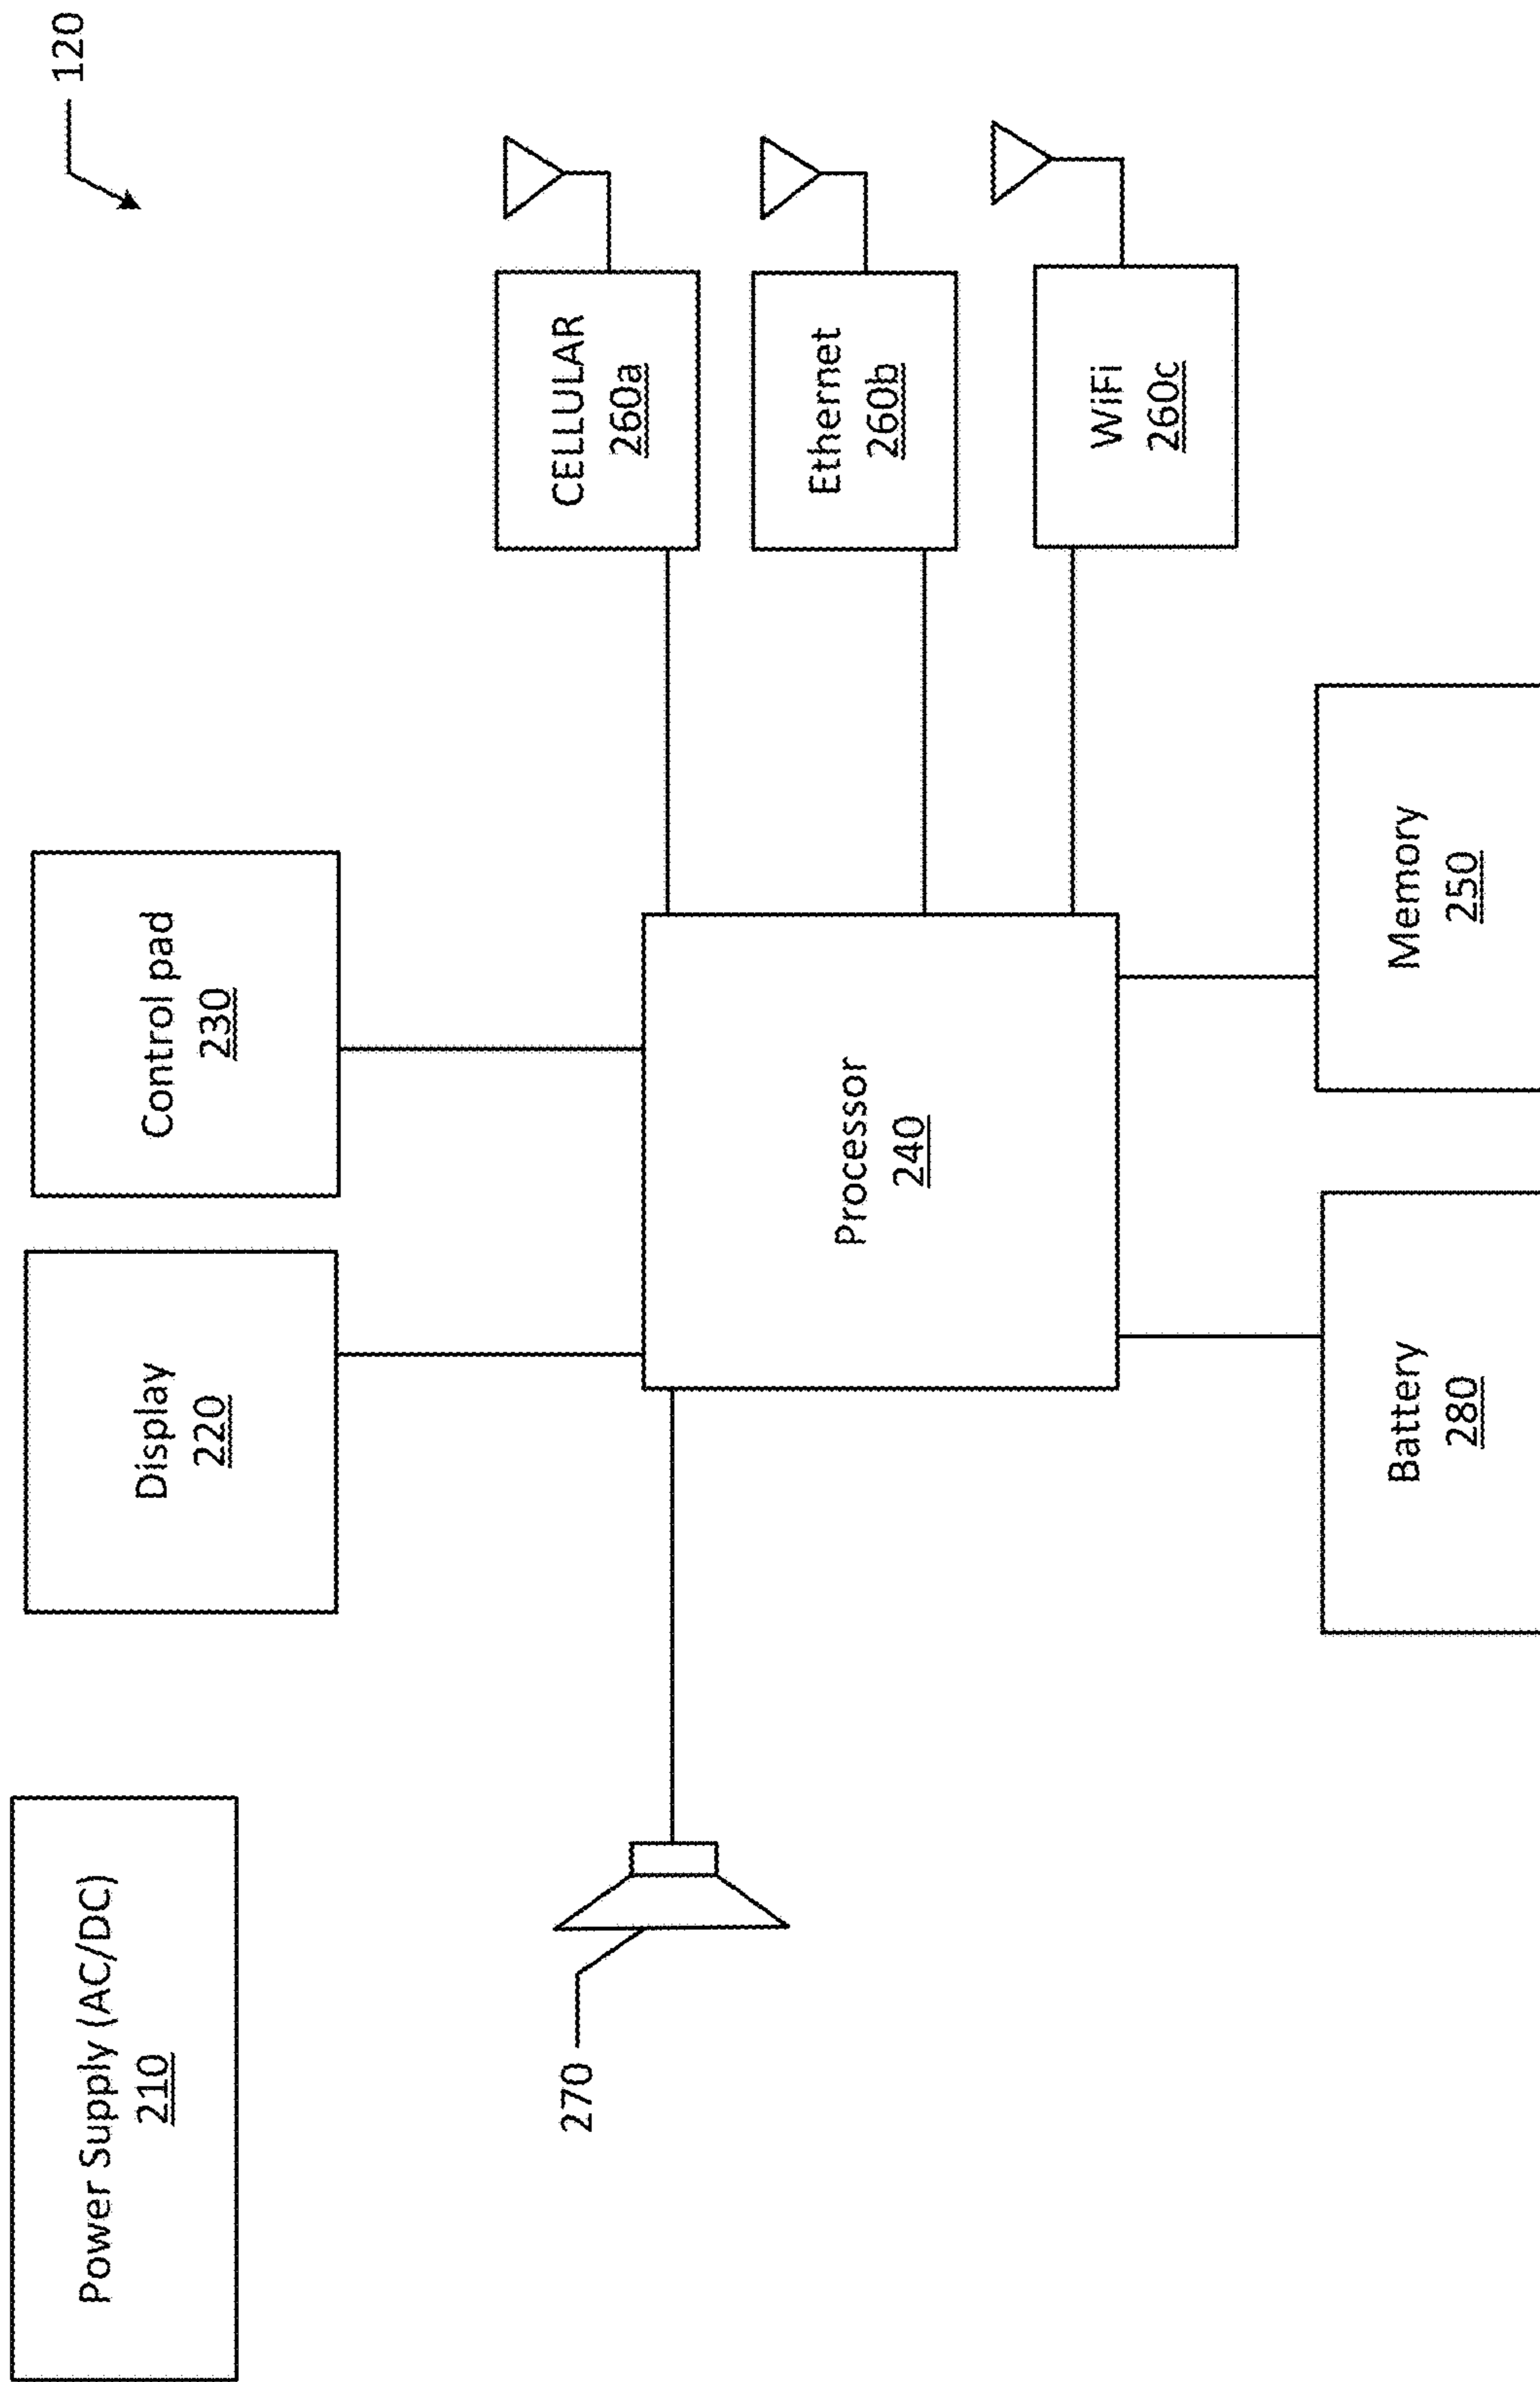 120
Power Supply (AC/DC)
210
Display
220
Control pad
230
CELLULAR
260a
270
Processor
240
Ethernet
260b
WiFi
260c
Battery
280
Memory
250